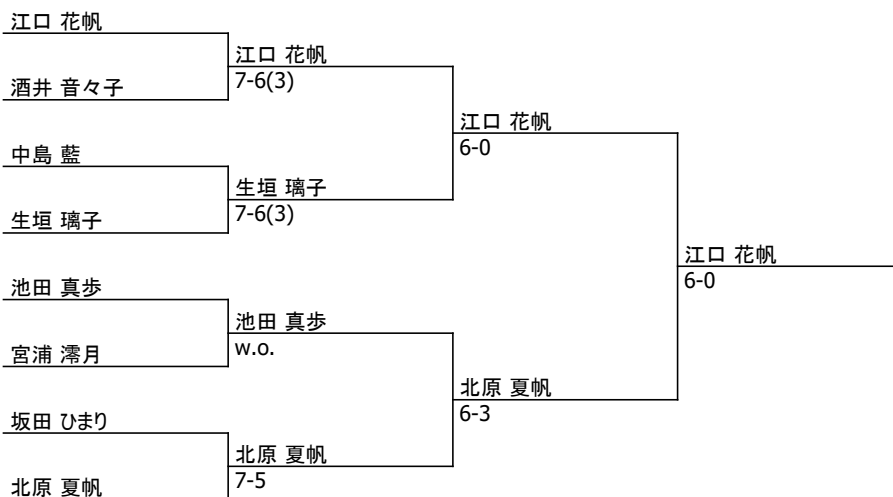 江口 花帆
酒井 音々子
中島 藍
生垣 璃子
池田 真歩
宮浦 澪月
坂田 ひまり
北原 夏帆
江口 花帆
7-6(3)
生垣 璃子
7-6(3)
池田 真歩
w.o.
北原 夏帆
7-5
江口 花帆
6-0
北原 夏帆
6-3
江口 花帆
6-0